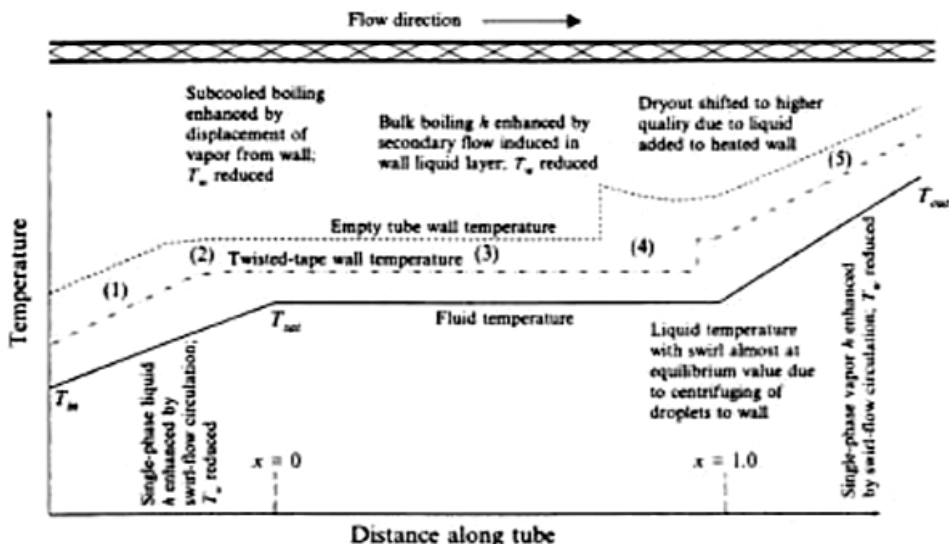 Flow direction
Subcooled boiling
enhanced by
displacement of
vapor from wall;
T_w reduced
Bulk boiling h enhanced by
secondary flow induced in
wall liquid layer; T_w reduced
Dryout shifted to higher
quality due to liquid
added to heated wall
(5)
T_out
Empty tube wall temperature
(2)
Twisted-tape wall temperature
(3)
(4)
(1)
T_sat
Fluid temperature
T_in
Liquid temperature
with swirl almost at
equilibrium value due
to centrifuging of
droplets to wall
Single-phase liquid
h enhanced by
swirl-flow circulation;
T_w reduced
Single-phase vapor h enhanced
by swirl-flow circulation; T_w reduced
x = 0
x = 1.0
Temperature
Distance along tube